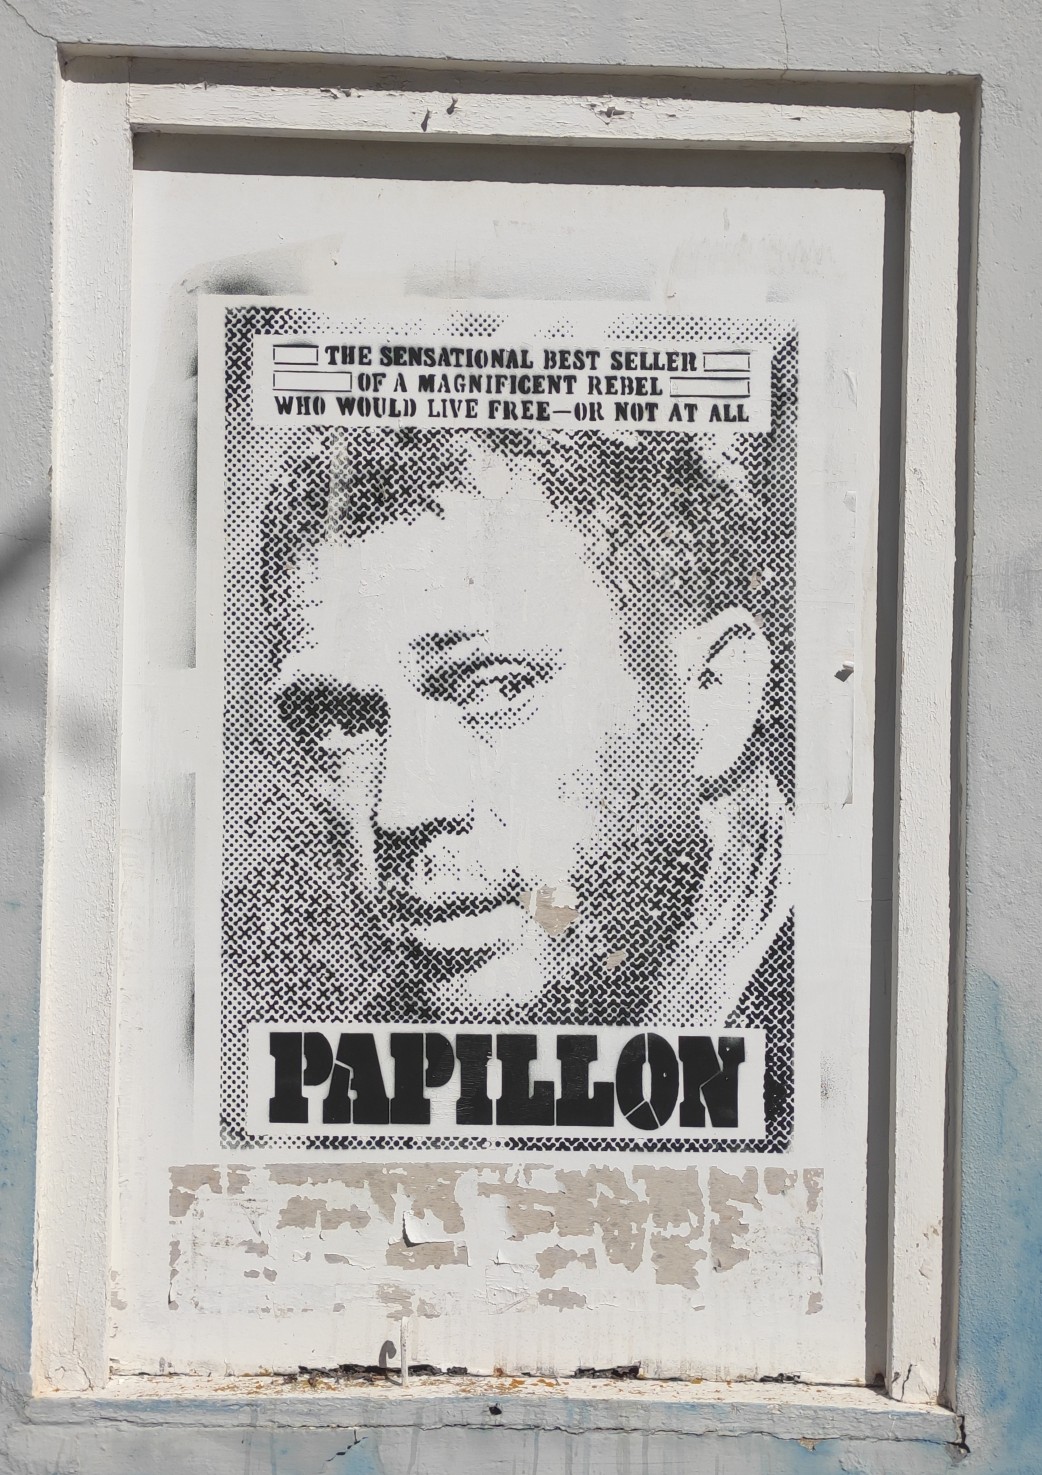 THE SENSATIONAL BEST SELLER
OF A MAGNIFICENT REBEL
WHO WOULD LIVE FREE—OR NOT AT ALL
PAPILLON